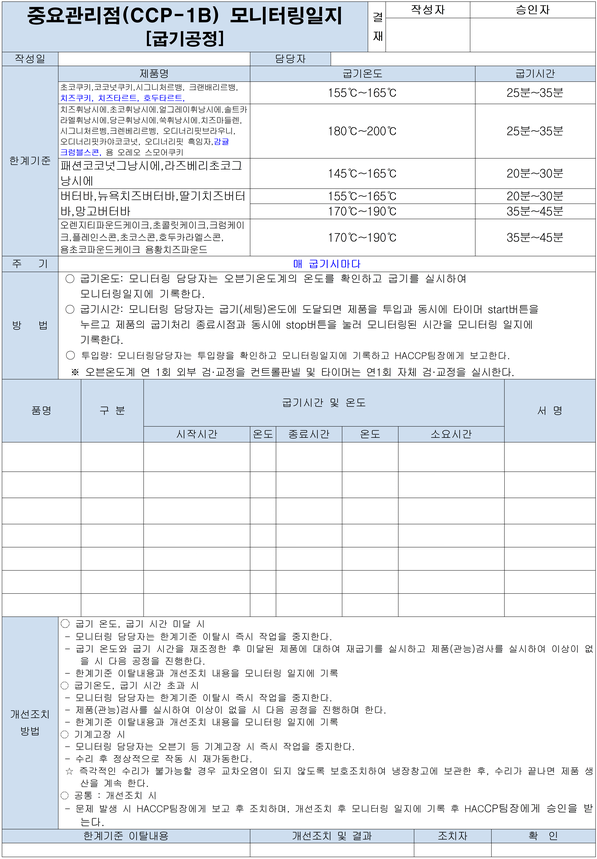 중요관리점(CCP-1B) 모니터링일지
[굽기공정]
결재
작성자
승인자
작성일
담당자
한계기준
제품명
굽기온도
굽기시간
초코쿠키,코코넛쿠키,시그니처르뱅, 크랜배리르뱅,
치즈쿠키, 치즈타르트, 호두타르트,
155℃~165℃
25분~35분
치즈휘낭시에,초코휘낭시에,얼그레이휘낭시에,솔트카
라멜휘낭시에,당근휘낭시에,쑥휘낭시에,치즈마들렌,
시그니처르뱅,크렌베리르뱅, 오디너리핏브라우니,
오디너리핏카야코코넛, 오디너리핏 흑임자,감귤
크럼블스콘, 용 오레오 스모어쿠키
180℃~200℃
25분~35분
패션코코넛그낭시에,라즈베리초코그
낭시에
145℃~165℃
20분~30분
버터바,뉴욕치즈버터바,딸기치즈버터
바,망고버터바
155℃~165℃
20분~30분
170℃~190℃
35분~45분
오렌지티파운드케이크,초콜릿케이크,크럼케이
크,플레인스콘,초코스콘,호두카라멜스콘,
용초코파운드케이크 용황치즈파운드
170℃~190℃
35분~45분
주 기
매 굽기시마다
방 법
○ 굽기온도: 모니터링 담당자는 오븐기온도계의 온도를 확인하고 굽기를 실시하여
모니터링일지에 기록한다.
○ 굽기시간: 모니터링 담당자는 굽기(세팅)온도에 도달되면 제품을 투입과 동시에 타이머 start버튼을
누르고 제품의 굽기처리 종료시점과 동시에 stop버튼을 눌러 모니터링된 시간을 모니터링 일지에
기록한다.
○ 투입량: 모니터링담당자는 투입량을 확인하고 모니터링일지에 기록하고 HACCP팀장에게 보고한다.
※ 오븐온도계 연 1회 외부 검·교정을 컨트롤판넬 및 타이머는 연1회 자체 검·교정을 실시한다.
품명
구 분
굽기시간 및 온도
서 명
시작시간
온도
종료시간
온도
소요시간
개선조치
방법
○ 굽기 온도, 굽기 시간 미달 시
- 모니터링 담당자는 한계기준 이탈시 즉시 작업을 중지한다.
- 굽기 온도와 굽기 시간을 재조정한 후 미달된 제품에 대하여 재굽기를 실시하고 제품(관능)검사를 실시하여 이상이 없
을 시 다음 공정을 진행한다.
- 한계기준 이탈내용과 개선조치 내용을 모니터링 일지에 기록
○ 굽기온도, 굽기 시간 초과 시
- 모니터링 담당자는 한계기준 이탈시 즉시 작업을 중지한다.
- 제품(관능)검사를 실시하여 이상이 없을 시 다음 공정을 진행하며 한다.
- 한계기준 이탈내용과 개선조치 내용을 모니터링 일지에 기록
○ 기계고장 시
- 모니터링 담당자는 오븐기 등 기계고장 시 즉시 작업을 중지한다.
- 수리 후 정상적으로 작동 시 재가동한다.
☆ 즉각적인 수리가 불가능할 경우 교차오염이 되지 않도록 보호조치하여 냉장창고에 보관한 후, 수리가 끝나면 제품 생
산을 계속 한다.
○ 공통 : 개선조치 시
- 문제 발생 시 HACCP팀장에게 보고 후 조치하며, 개선조치 후 모니터링 일지에 기록 후 HACCP팀장에게 승인을 받
는다.
한계기준 이탈내용
개선조치 및 결과
조치자
확 인